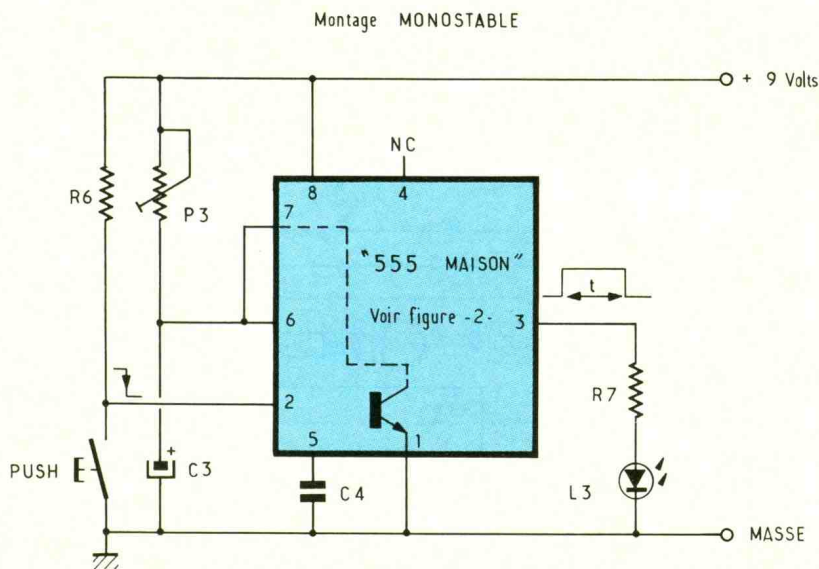 Montage MONOSTABLE
+ 9 Volts
NC
8
4
R6
P3
7
"555 MAISON"
t
6
Voir figure -2-
3
2
R7
5
1
PUSH
+
C3
C4
L3
MASSE